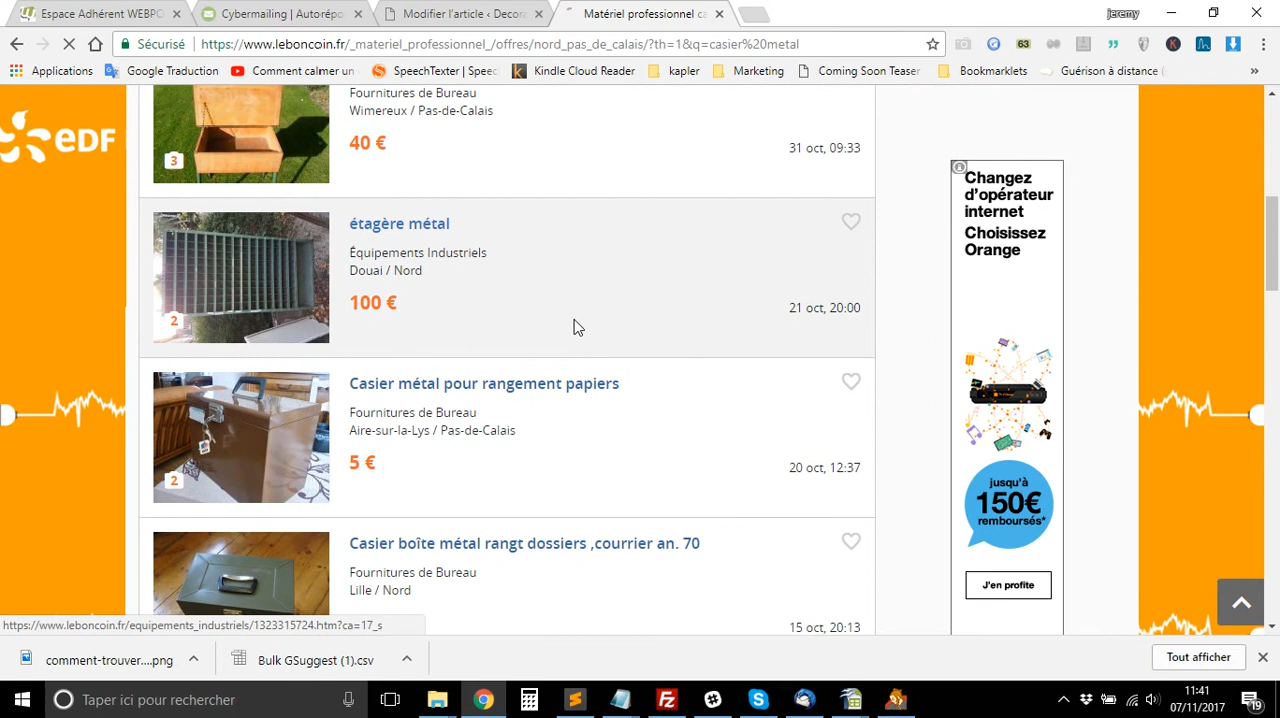 Espace Adhérent WEBPO
Cybermailing | Autorépo
Modifier l'article ‹ Decora
Matériel professionnel ca
jeremy
Sécurisé
https://www.leboncoin.fr/_materiel_professionnel_/offres/nord_pas_de_calais/?th=1&q=casier%20metal
63
K
Applications
Google Traduction
Comment calmer un
SpeechTexter | Speec
Kindle Cloud Reader
kapler
Marketing
Coming Soon Teaser
Bookmarklets
Guérison à distance (
»
eDF
Fournitures de Bureau
Wimereux / Pas-de-Calais
40 €
31 oct, 09:33
3
étagère métal
Équipements Industriels
Douai / Nord
100 €
21 oct, 20:00
2
Casier métal pour rangement papiers
Fournitures de Bureau
Aire-sur-la-Lys / Pas-de-Calais
5 €
20 oct, 12:37
2
Casier boîte métal rangt dossiers ,courrier an. 70
Fournitures de Bureau
Lille / Nord
15 oct, 20:13
Changez
d'opérateur
internet
Choisissez
Orange
jusqu'à
150€
remboursés*
J'en profite
https://www.leboncoin.fr/equipements_industriels/1323315724.htm?ca=17_s
comment-trouver....png
Bulk GSuggest (1).csv
Tout afficher
Taper ici pour rechercher
11:41
07/11/2017
19